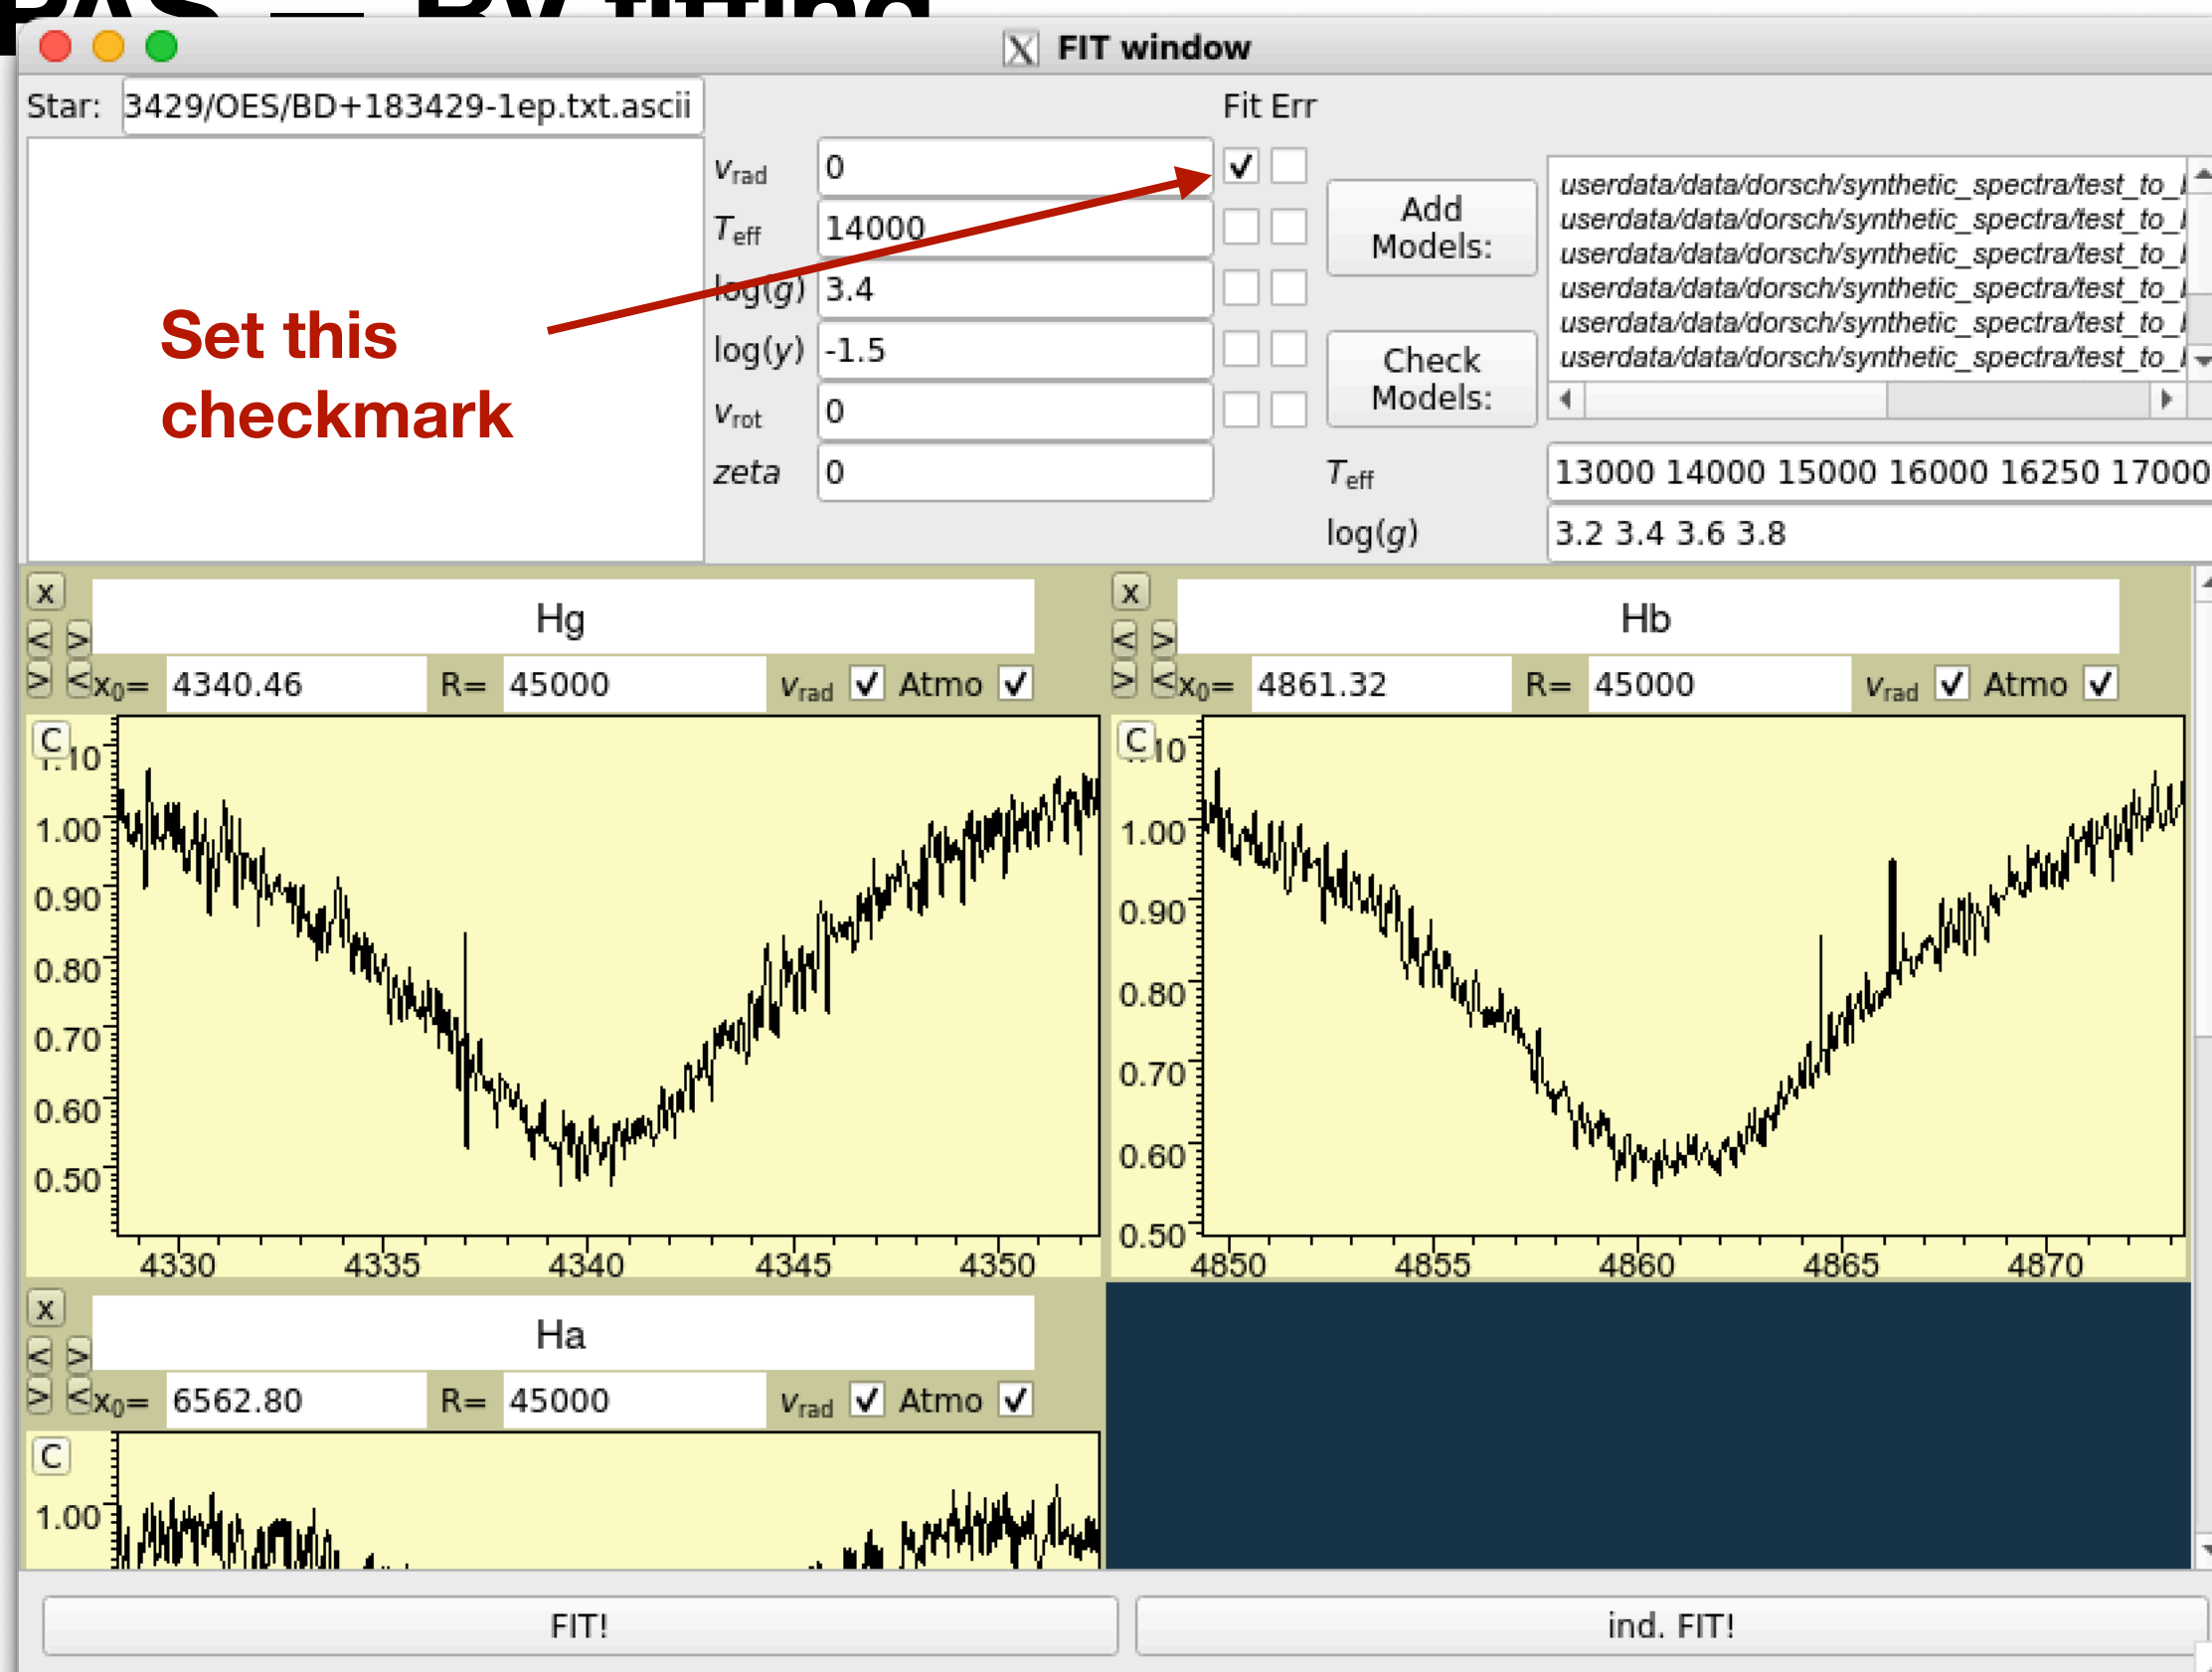 RV fitting
FIT window
Star: 3429/OES/BD+183429-1ep.txt.ascii
Fit Err
vrad 0
Teff 14000
log(g) 3.4
log(y) -1.5
vrot 0
zeta 0
Set this
checkmark
Add
Models:
Check
Models:
userdata/data/dorsch/synthetic_spectra/test_to_
userdata/data/dorsch/synthetic_spectra/test_to_
userdata/data/dorsch/synthetic_spectra/test_to_
userdata/data/dorsch/synthetic_spectra/test_to_
userdata/data/dorsch/synthetic_spectra/test_to_
userdata/data/dorsch/synthetic_spectra/test_to_
Teff 13000 14000 15000 16000 16250 17000
log(g) 3.2 3.4 3.6 3.8
x
Hg
< >
> <
x0= 4340.46 R= 45000 vrad Atmo
C
1.00
0.90
0.80
0.70
0.60
0.50
4330 4335 4340 4345 4350
x
Hb
< >
> <
x0= 4861.32 R= 45000 vrad Atmo
C
1.00
0.90
0.80
0.70
0.60
0.50
4850 4855 4860 4865 4870
x
Ha
< >
> <
x0= 6562.80 R= 45000 vrad Atmo
C
1.00
FIT!
ind. FIT!